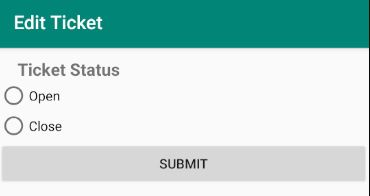 Edit Ticket
Ticket Status
Open
Close
SUBMIT